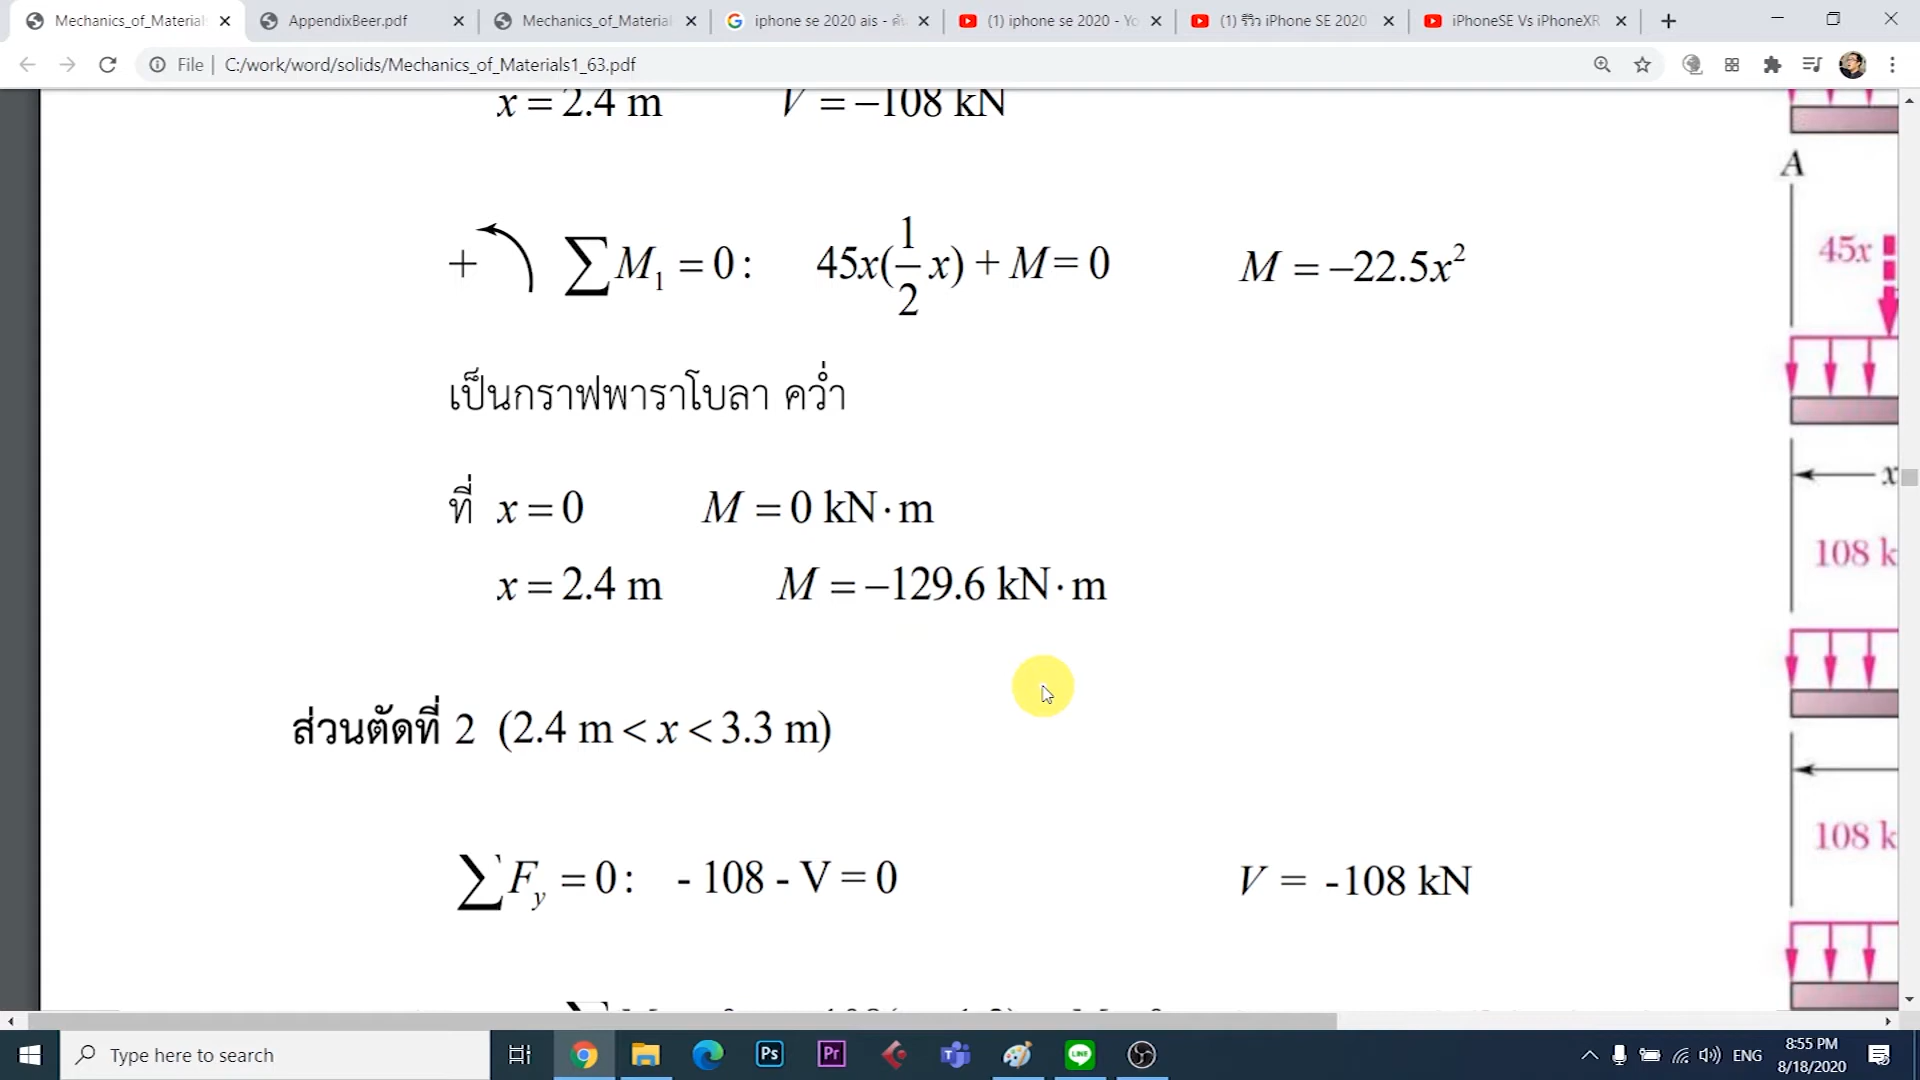 Mechanics_of_Material
AppendixBeer.pdf
Mechanics_of_Material
iphone se 2020 ais - ค้น
(1) iphone se 2020 - Yo
(1) รีวิว iPhone SE 2020
iPhoneSE Vs iPhoneXR
File | C:/work/word/solids/Mechanics_of_Materials1_63.pdf
x = 2.4 m V = –108 kN
+ ∑M₁ = 0: 45x(1/2 x) + M = 0 M = –22.5x²
เป็นกราฟพาราโบลา คว่ำ
ที่ x = 0 M = 0 kN·m
x = 2.4 m M = –129.6 kN·m
ส่วนตัดที่ 2 (2.4 m < x < 3.3 m)
∑Fy = 0: - 108 - V = 0 V = -108 kN
A
45x
x
108 k
108 k
Type here to search
Ps
Pr
LINE
ENG
8:55 PM
8/18/2020